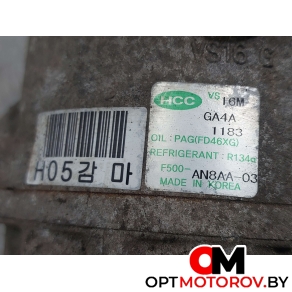 S16
HCC
VS
16M
GA4A
1183
OIL : PAG(FD46XG)
REFRIGERANT : R134a
F500-
AN8AA-03
MADE IN KOREA
H05감 마
OPTMOTOROV.BY